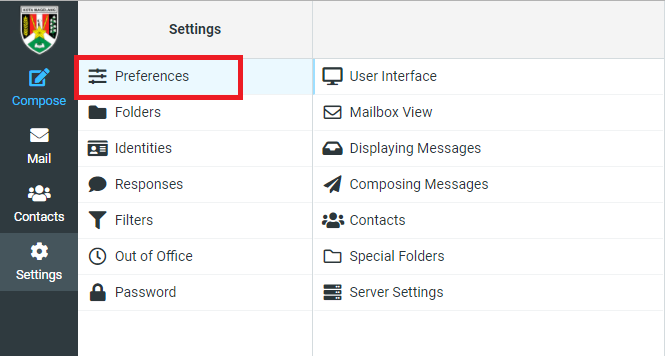 KOTA MAGELANG
Compose
Mail
Contacts
Settings
Settings
Preferences
Folders
Identities
Responses
Filters
Out of Office
Password
User Interface
Mailbox View
Displaying Messages
Composing Messages
Contacts
Special Folders
Server Settings